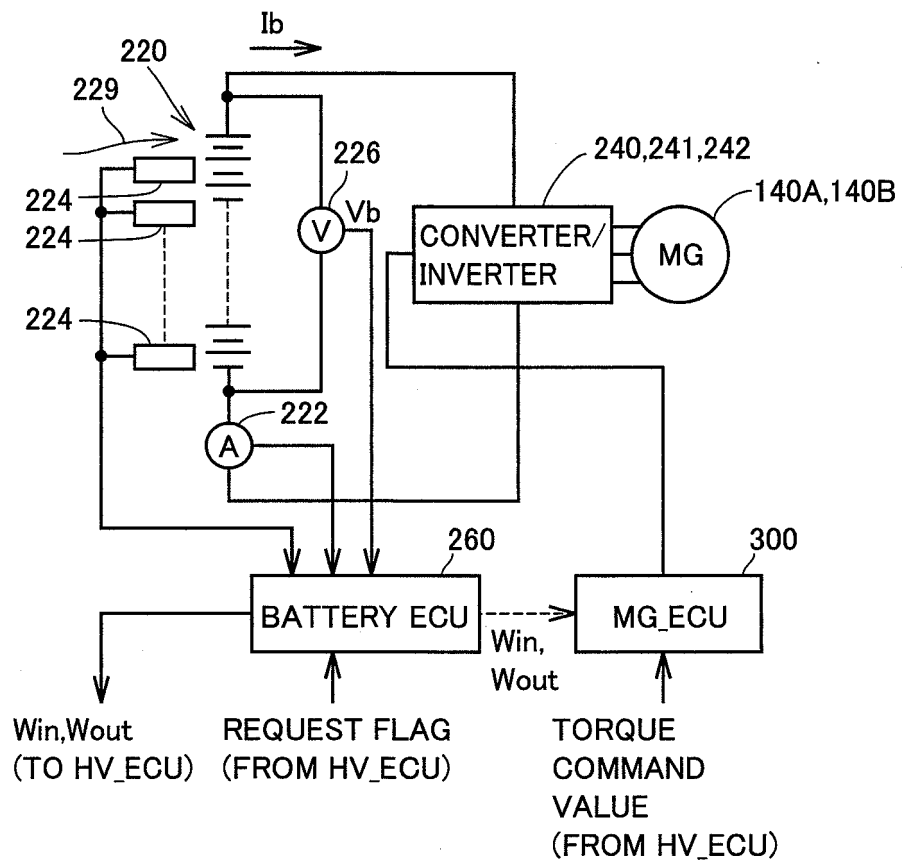 Ib
220
229
226
240,241,242
140A,140B
224
224
224
V
Vb
CONVERTER/
INVERTER
MG
222
A
260
300
BATTERY ECU
MG_ECU
Win,
Wout
Win,Wout
(TO HV_ECU)
REQUEST FLAG
(FROM HV_ECU)
TORQUE
COMMAND
VALUE
(FROM HV_ECU)